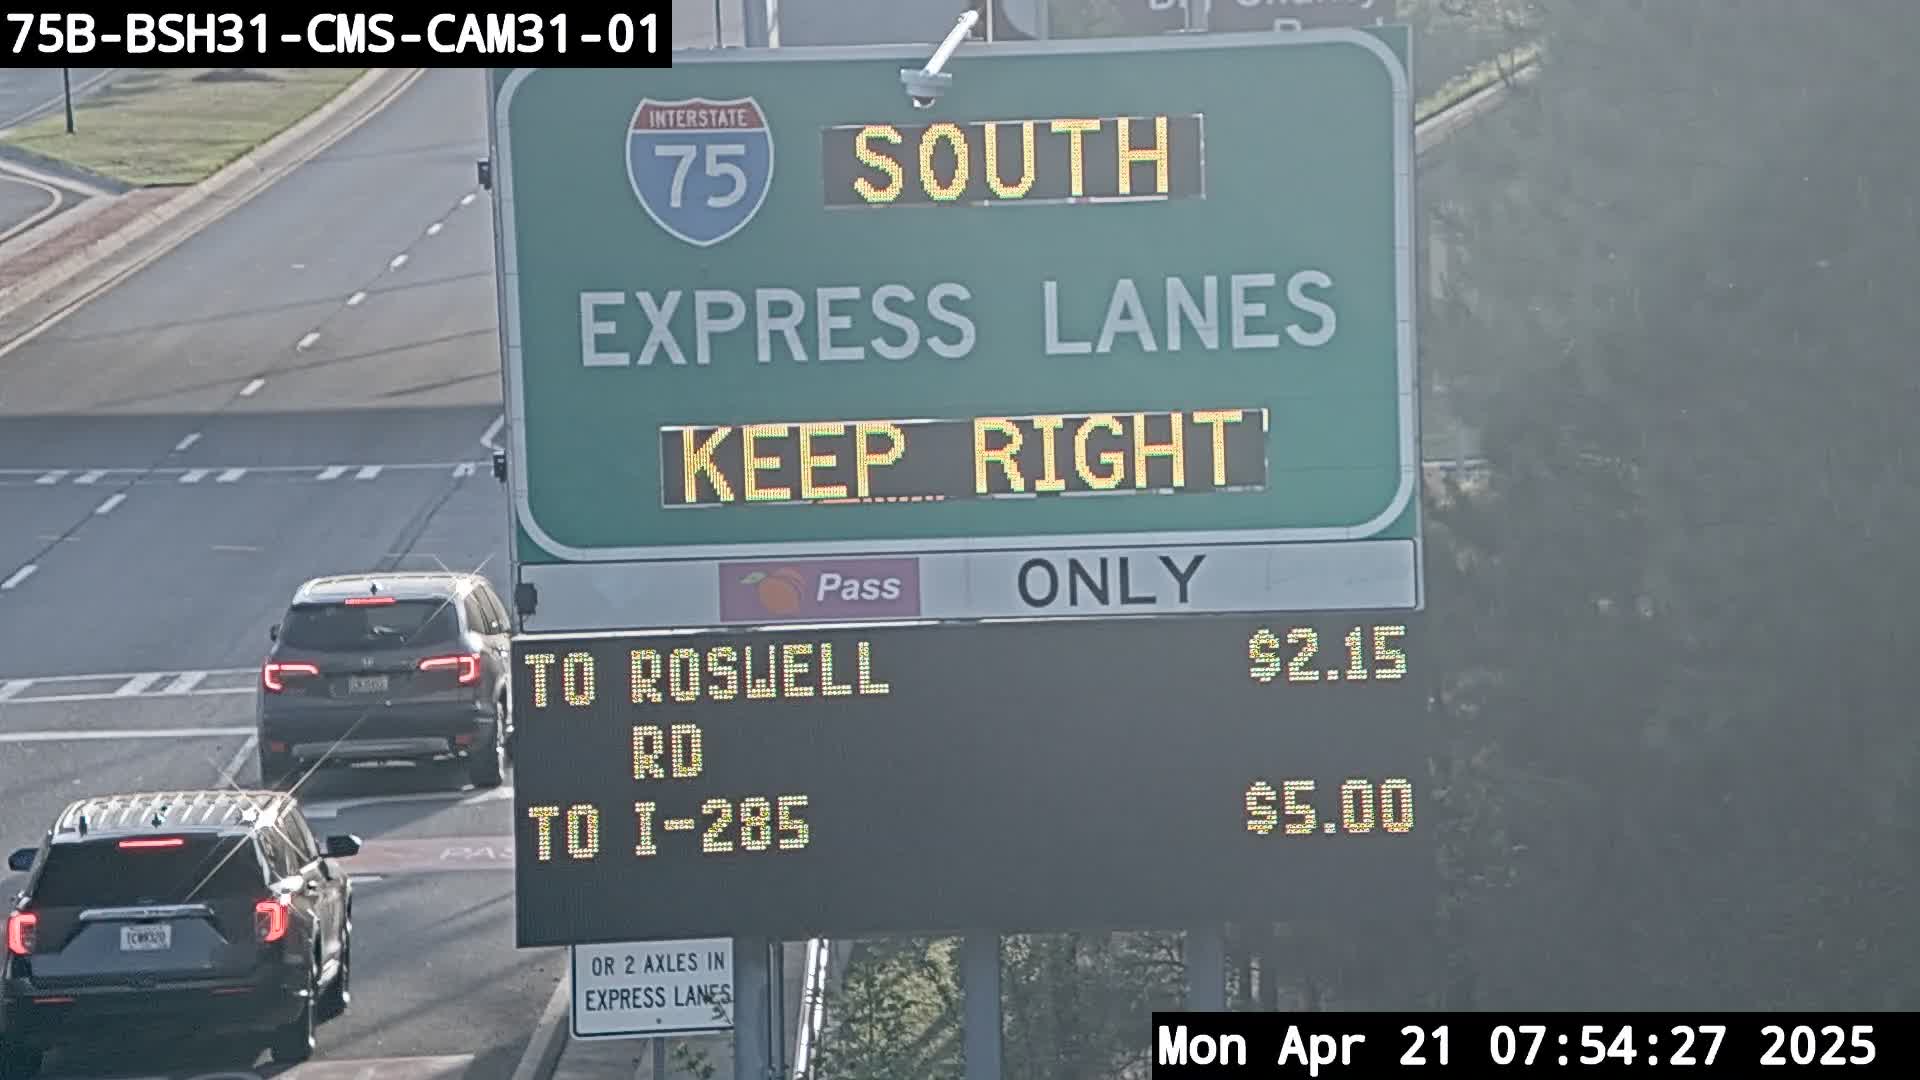 75B-BSH31-CMS-CAM31-01
INTERSTATE
75
SOUTH
EXPRESS LANES
KEEP RIGHT
Pass ONLY
TO ROSWELL $2.15
RD
TO I-285 $5.00
OR 2 AXLES IN
EXPRESS LANES
Mon Apr 21 07:54:27 2025